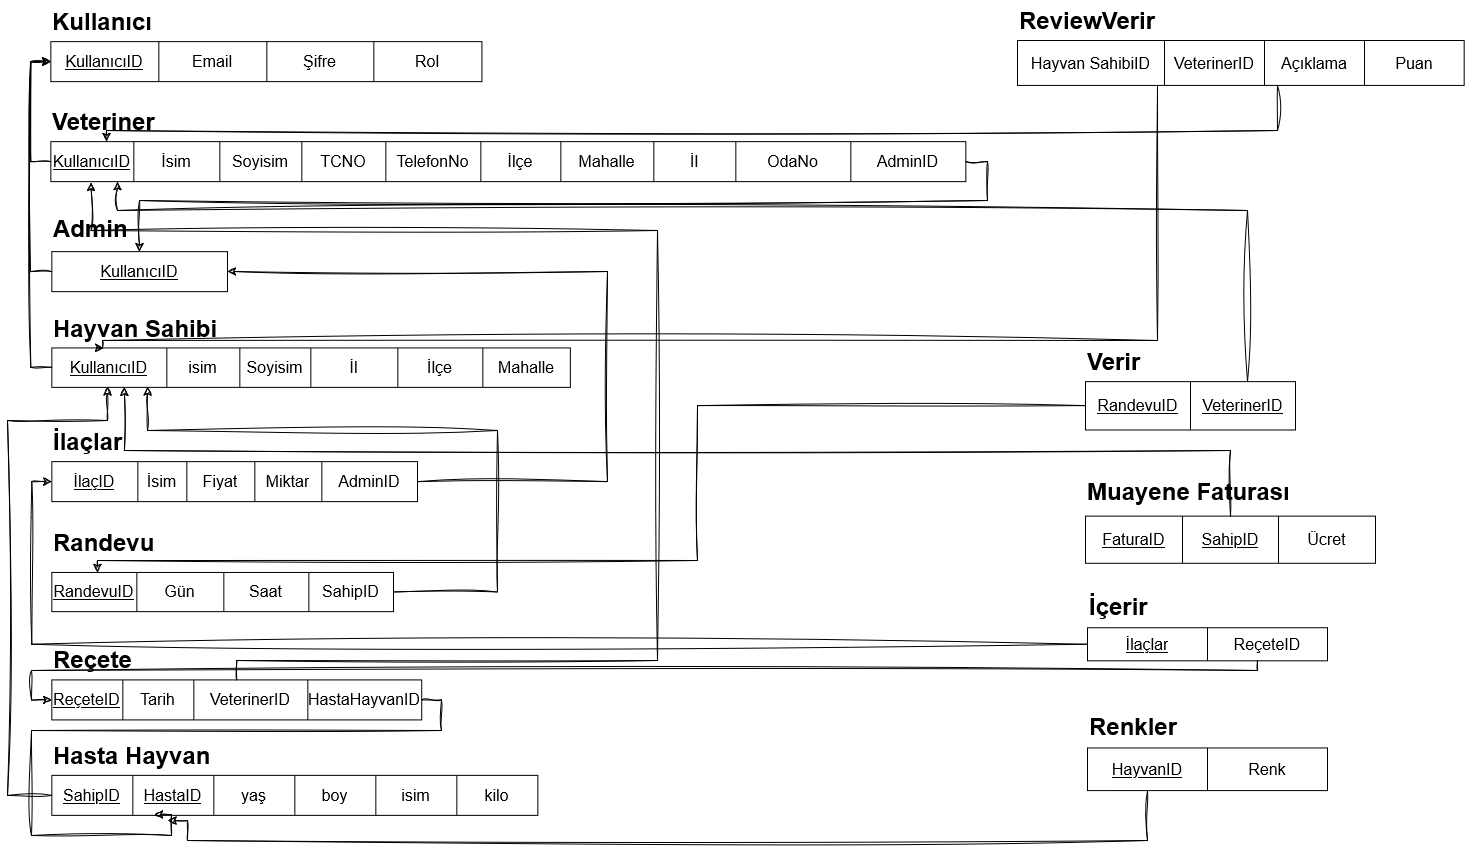 Kullanıcı
KullanıcıID Email Şifre Rol
Veteriner
KullanıcıID İsim Soyisim TCNO TelefonNo İlçe Mahalle İl OdaNo AdminID
Admin
KullanıcıID
Hayvan Sahibi
KullanıcıID isim Soyisim İl İlçe Mahalle
İlaçlar
İlaçID İsim Fiyat Miktar AdminID
Randevu
RandevuID Gün Saat SahipID
Reçete
ReçeteID Tarih VeterinerID HastaHayvanID
Hasta Hayvan
SahipID HastaID yaş boy isim kilo
ReviewVerir
Hayvan SahibiID VeterinerID Açıklama Puan
Verir
RandevuID VeterinerID
Muayene Faturası
FaturaID SahipID Ücret
İçerir
İlaçlar ReçeteID
Renkler
HayvanID Renk